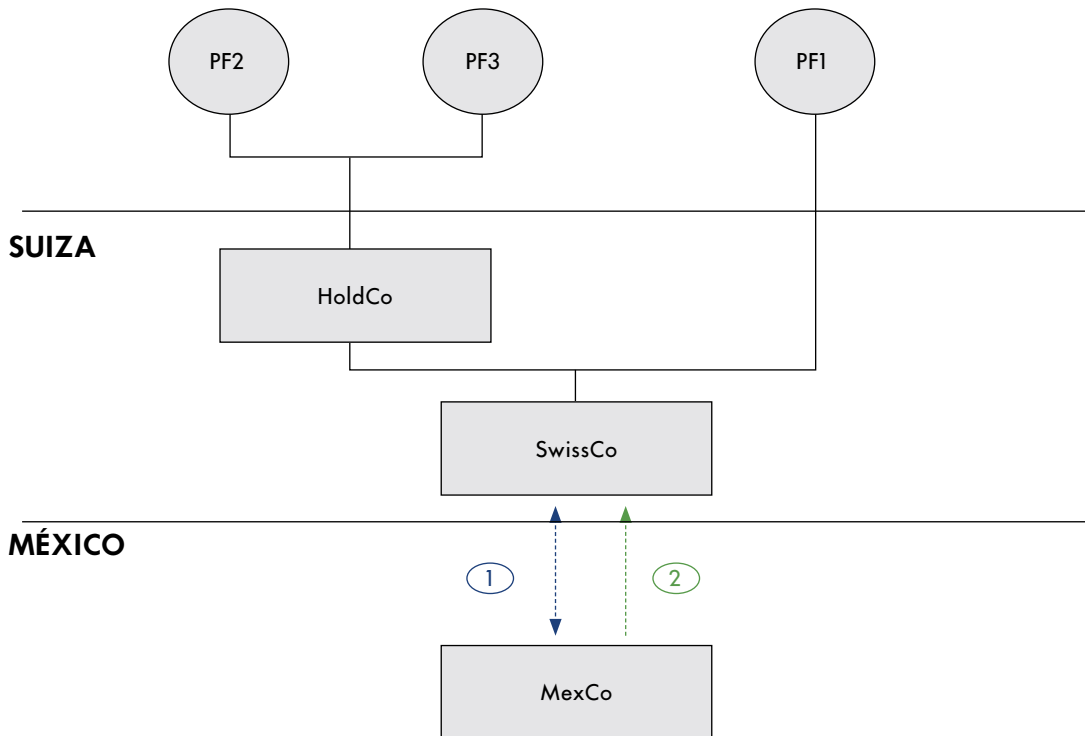 PF2
PF3
PF1
SUIZA
HoldCo
SwissCo
MÉXICO
1
2
MexCo